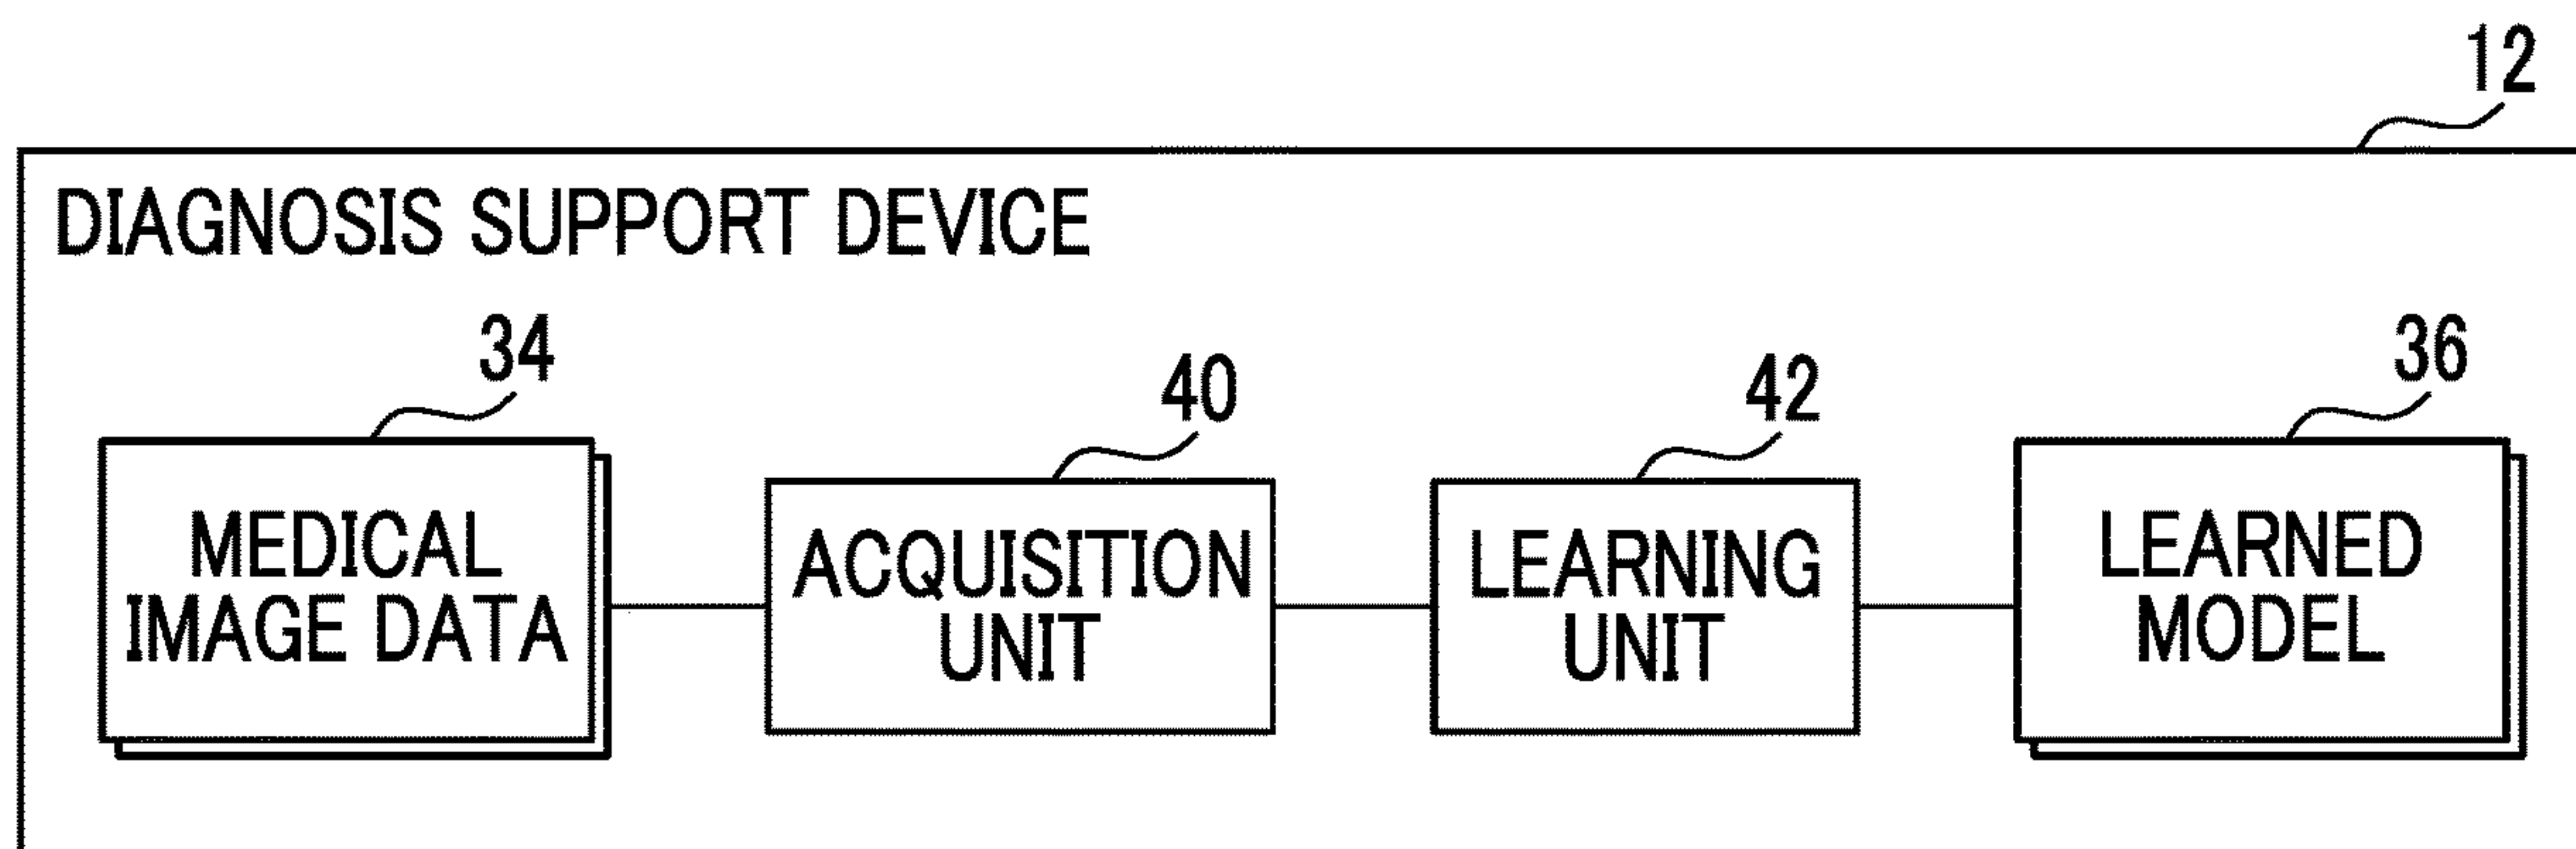 12
DIAGNOSIS SUPPORT DEVICE
34
40
42
36
MEDICAL
IMAGE DATA
ACQUISITION
UNIT
LEARNING
UNIT
LEARNED
MODEL